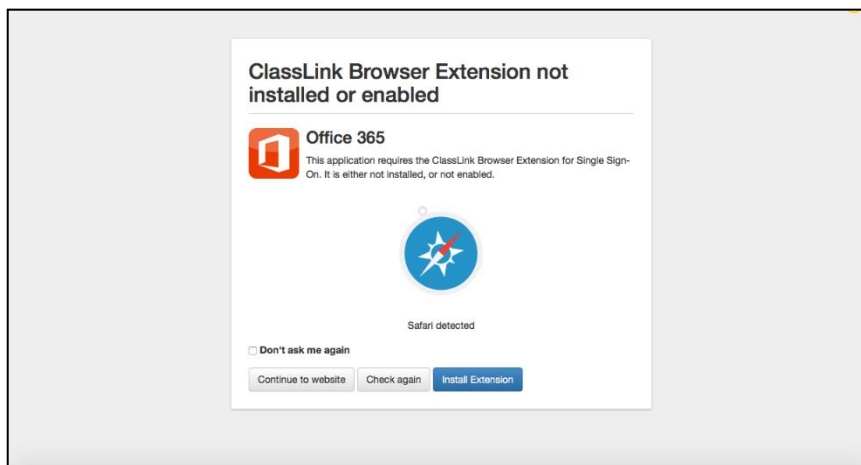 ClassLink Browser Extension not
installed or enabled
Office 365
This application requires the ClassLink Browser Extension for Single Sign-
On. It is either not installed, or not enabled.
Safari detected
Don't ask me again
Continue to website
Check again
Install Extension